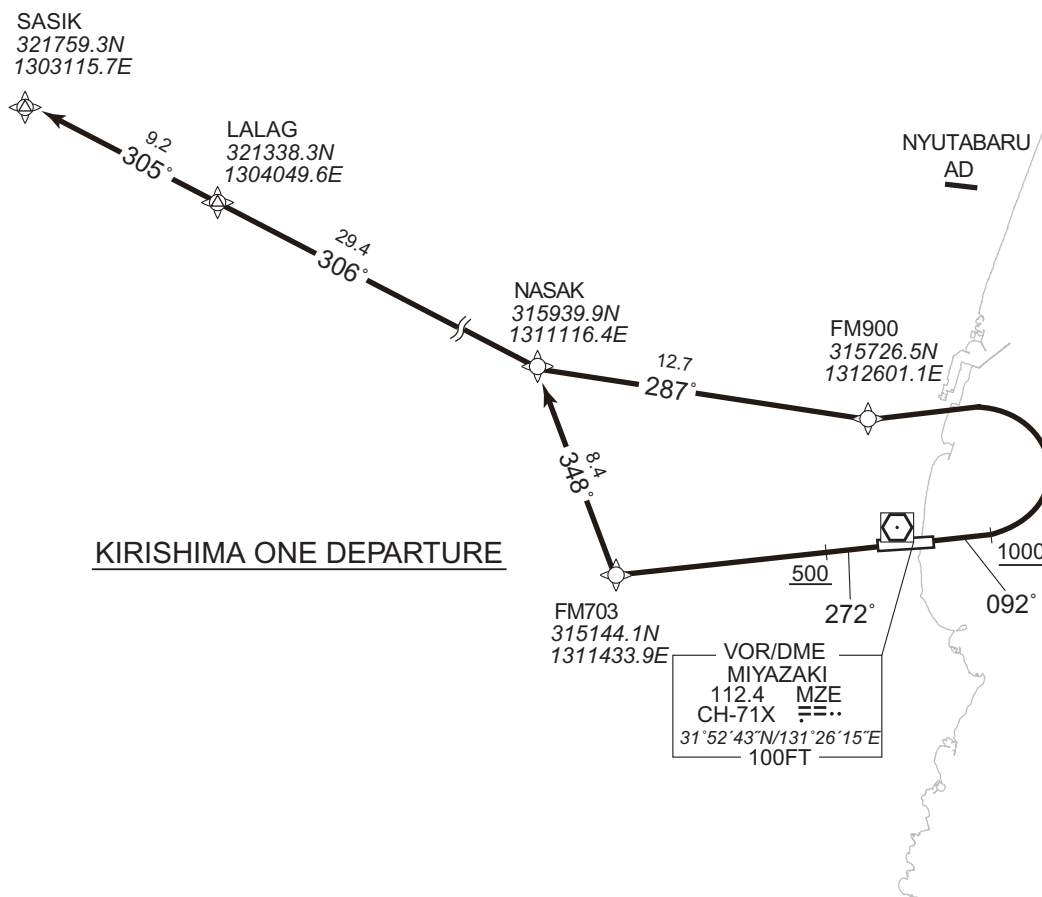 SASIK
321759.3N
1303115.7E
9.2
305°
LALAG
321338.3N
1304049.6E
NYUTABARU
AD
29.4
306°
NASAK
315939.9N
1311116.4E
12.7
287°
FM900
315726.5N
1312601.1E
8.4
348°
KIRISHIMA ONE DEPARTURE
500
1000
272°
092°
FM703
315144.1N
1311433.9E
VOR/DME
MIYAZAKI
112.4 MZE
CH-71X
31°52´43˝N/131°26´15˝E
100FT